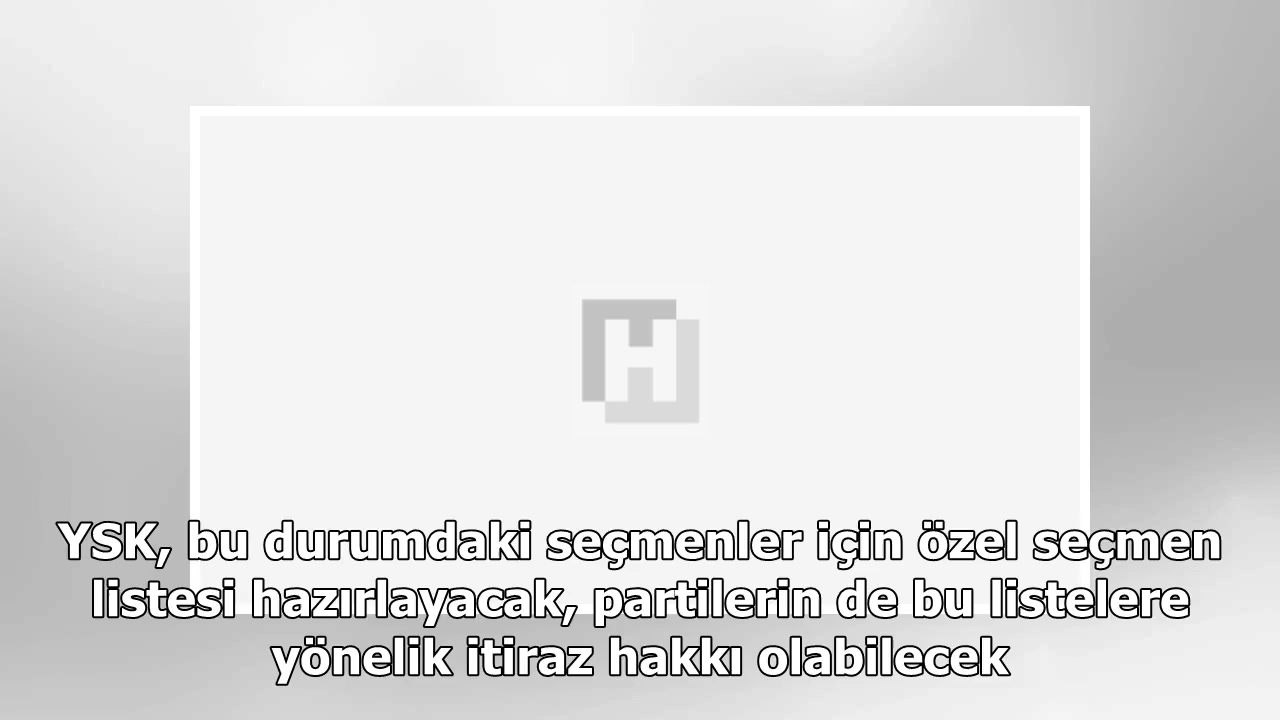 YSK, bu durumdaki seçmenler için özel seçmen
listesi hazırlayacak, partilerin de bu listelere
yönelik itiraz hakkı olabilecek